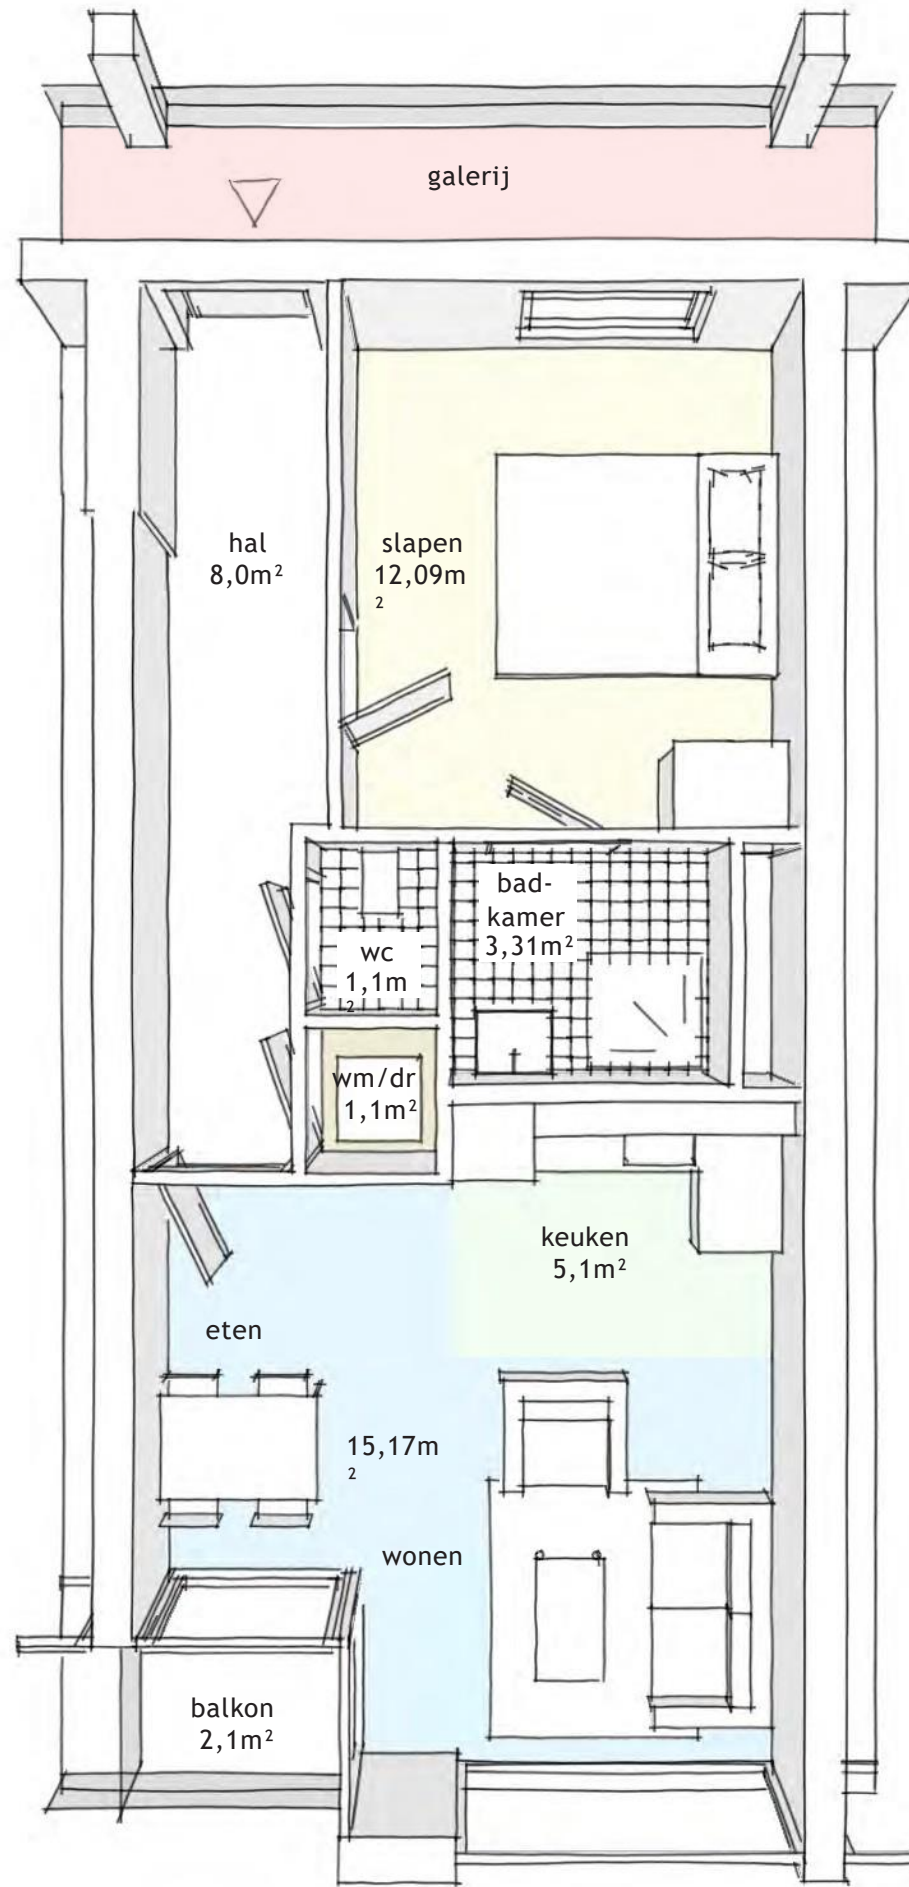 galerij
hal
8,0m²
slapen
12,09m
²
bad-
kamer
3,31m²
wc
1,1m
²
wm/dr
1,1m²
keuken
5,1m²
eten
15,17m
²
wonen
balkon
2,1m²